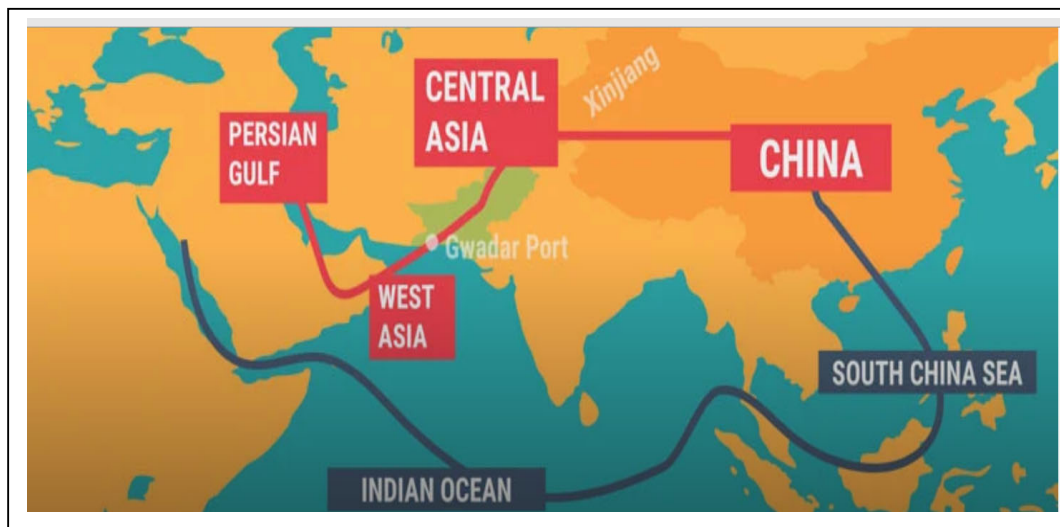 Xinjiang
CENTRAL
ASIA
PERSIAN
GULF
CHINA
Gwadar Port
WEST
ASIA
SOUTH CHINA SEA
INDIAN OCEAN